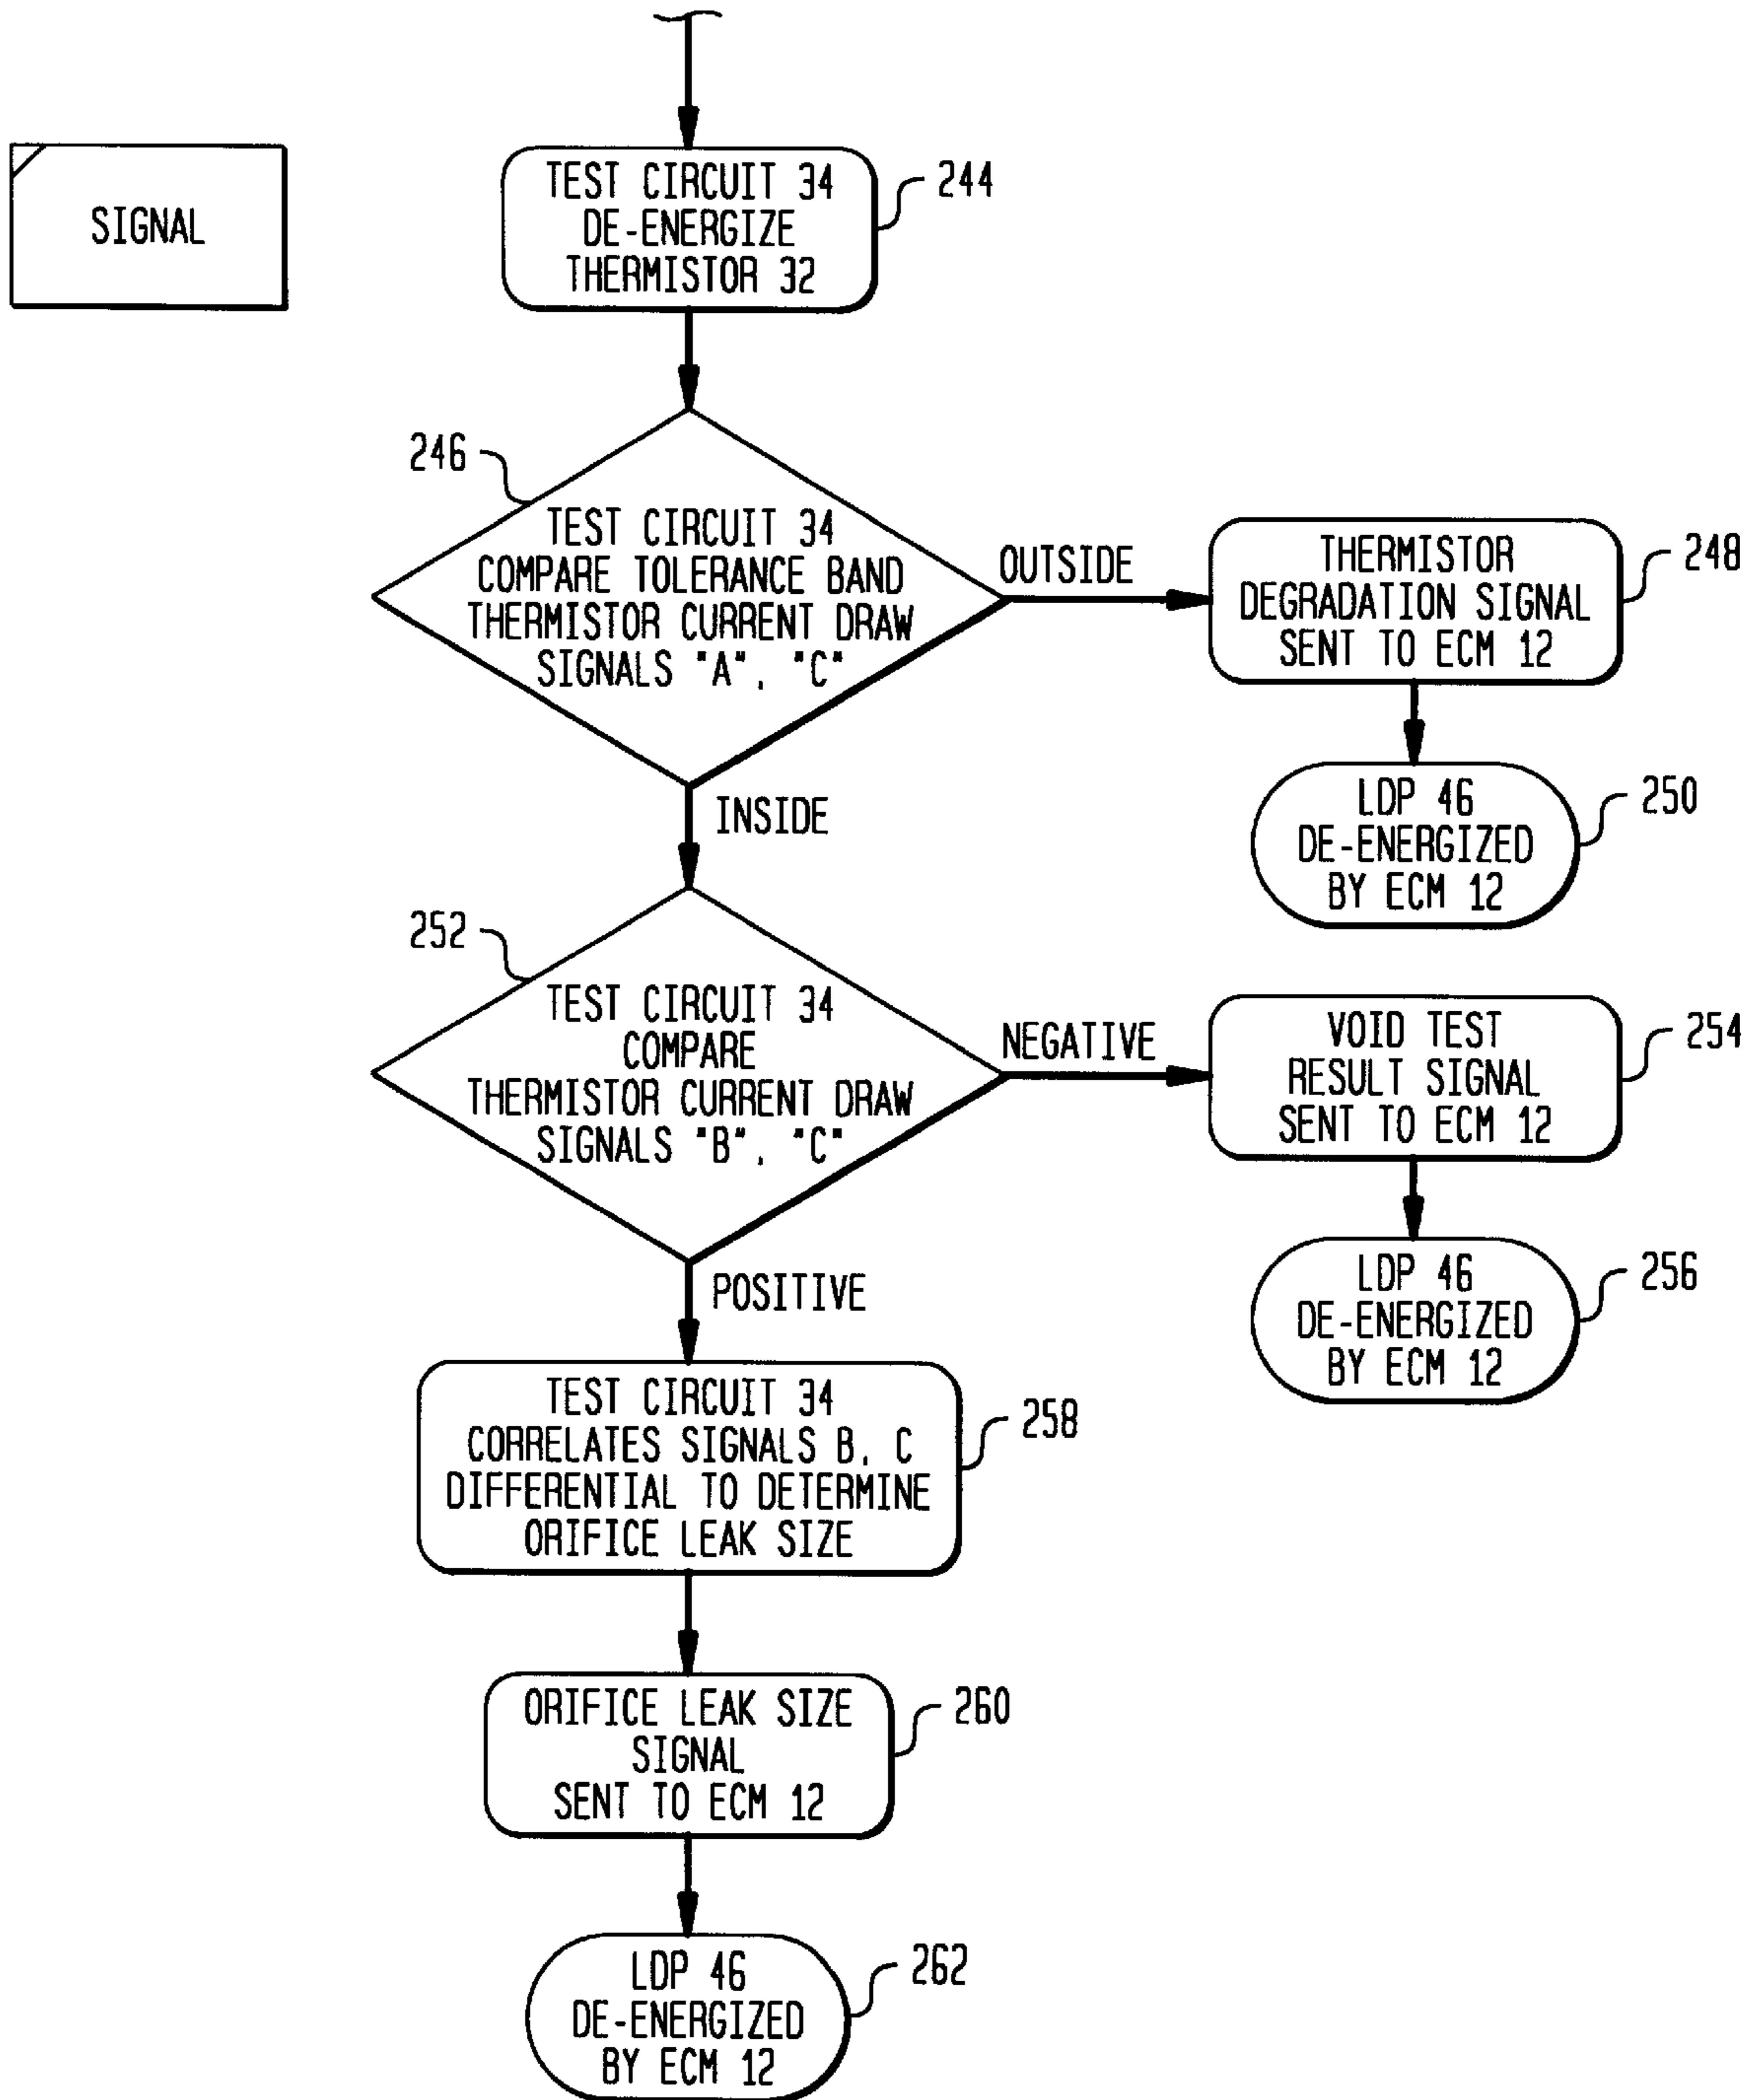 SIGNAL
TEST CIRCUIT 34
DE-ENERGIZE
THERMISTOR 32
244
246
TEST CIRCUIT 34
COMPARE TOLERANCE BAND
THERMISTOR CURRENT DRAW
SIGNALS "A", "C"
OUTSIDE
THERMISTOR
DEGRADATION SIGNAL
SENT TO ECM 12
248
LDP 46
DE-ENERGIZED
BY ECM 12
250
INSIDE
252
TEST CIRCUIT 34
COMPARE
THERMISTOR CURRENT DRAW
SIGNALS "B", "C"
NEGATIVE
VOID TEST
RESULT SIGNAL
SENT TO ECM 12
254
LDP 46
DE-ENERGIZED
BY ECM 12
256
POSITIVE
TEST CIRCUIT 34
CORRELATES SIGNALS B, C
DIFFERENTIAL TO DETERMINE
ORIFICE LEAK SIZE
258
ORIFICE LEAK SIZE
SIGNAL
SENT TO ECM 12
260
LDP 46
DE-ENERGIZED
BY ECM 12
262